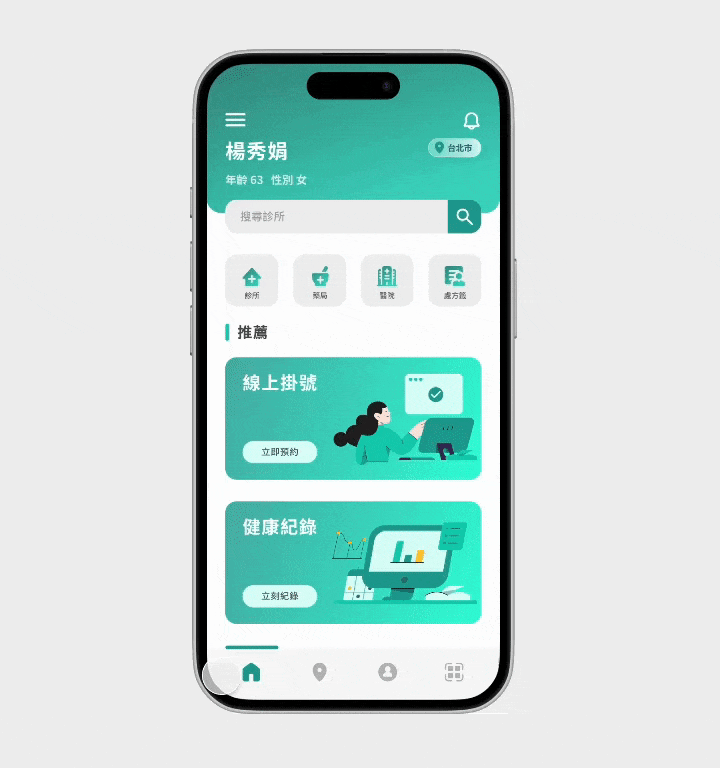 楊秀娟
台北市
年齡 63 性別 女
搜尋診所
診所
藥局
醫院
處方籤
推薦
線上掛號
立即預約
健康紀錄
立刻紀錄